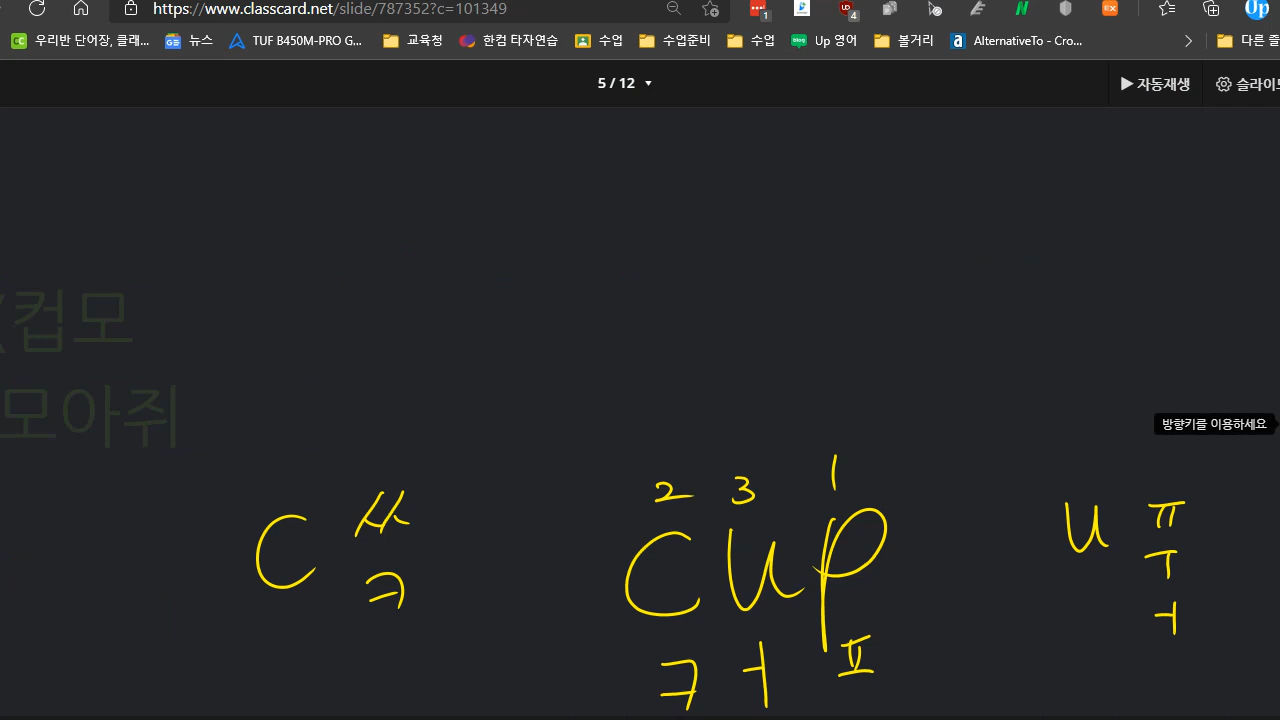 https://www.classcard.net/slide/787352?c=101349
우리반 단어장, 클래... 뉴스 TUF B450M-PRO G... 교육청 한컴 타자연습 수업 수업준비 수업 Up 영어 볼거리 AlternativeTo - Cro... 다른 즐
5 / 12 자동재생 슬라이드
(컵모
모아쥐
방향키를 이용하세요
2 3 1
C ㅆ cup u ㅠ
ㅋ ㅜ
ㅓ
ㅋ ㅓ ㅍ